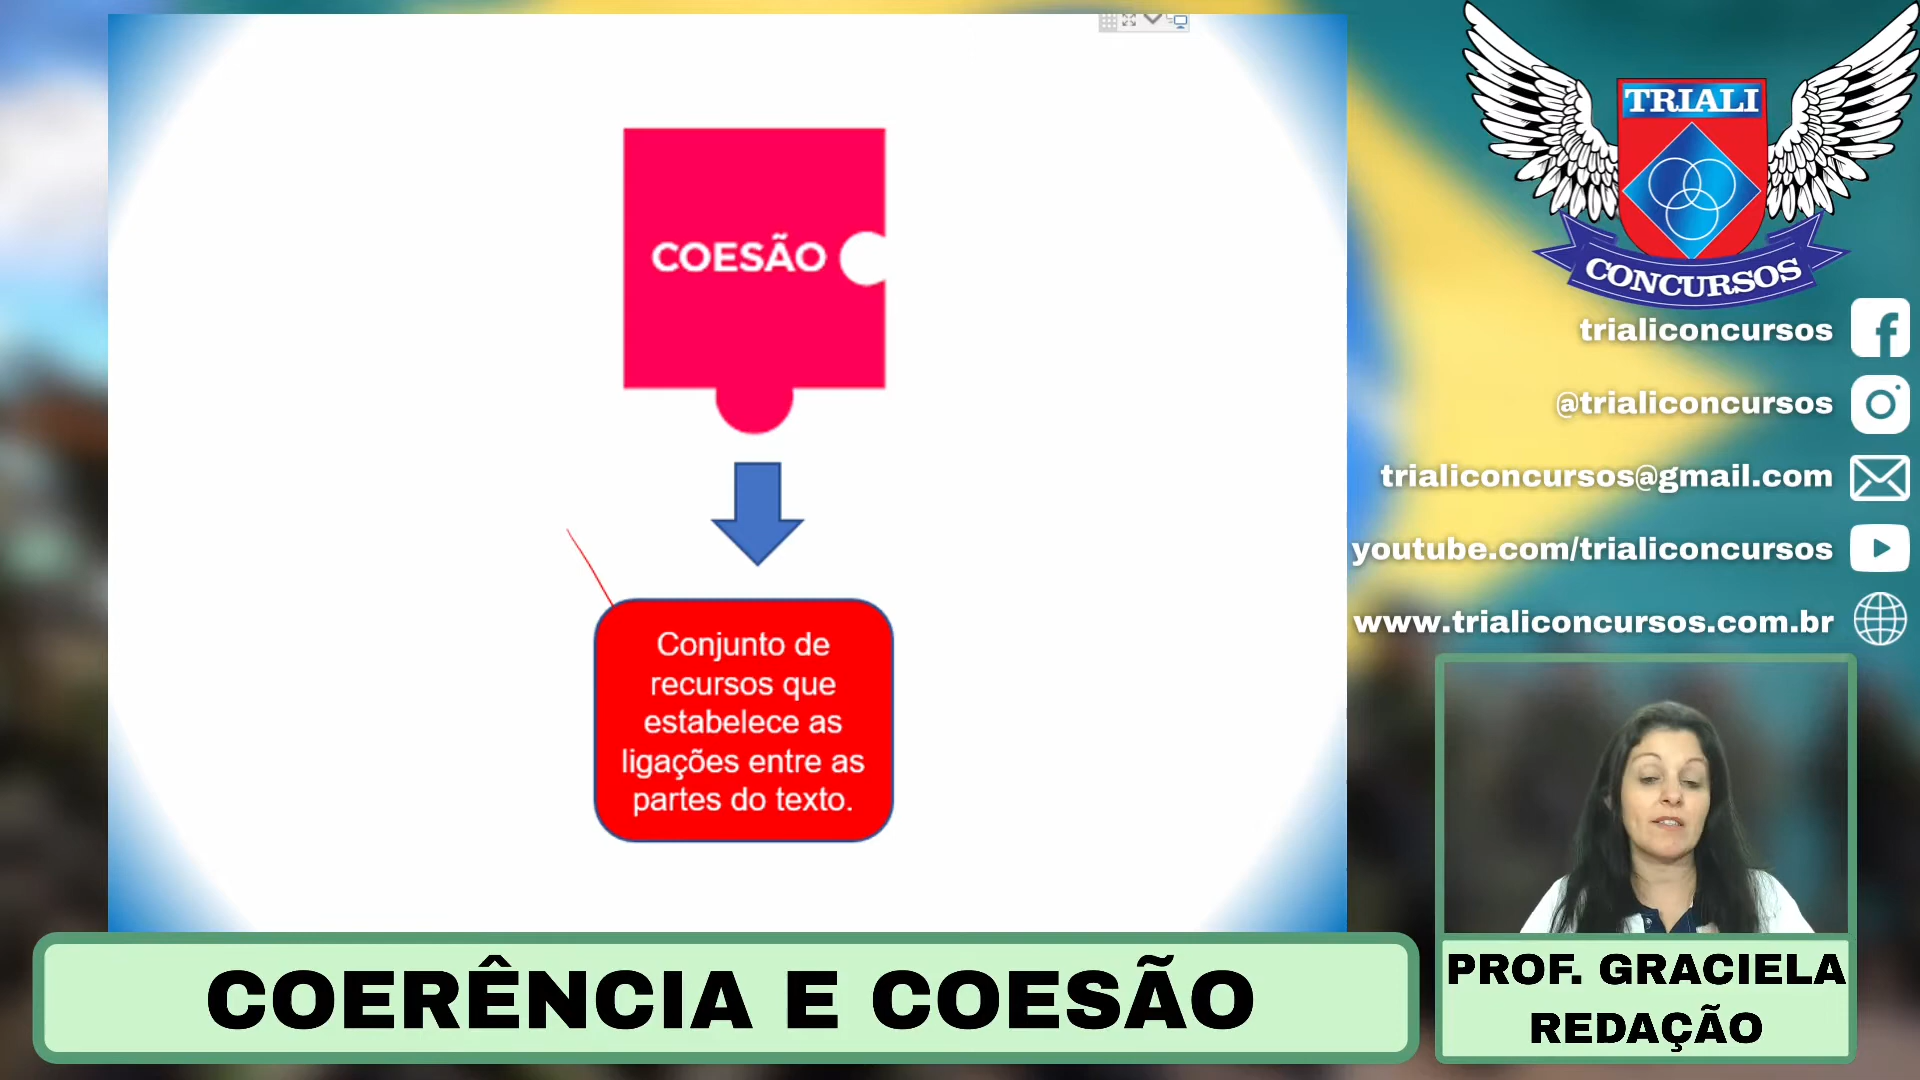 COESÃO
Conjunto de
recursos que
estabelece as
ligações entre as
partes do texto.
TRIALI
CONCURSOS
trialiconcursos
@trialiconcursos
trialiconcursos@gmail.com
youtube.com/trialiconcursos
www.trialiconcursos.com.br
COERÊNCIA E COESÃO
PROF. GRACIELA
REDAÇÃO